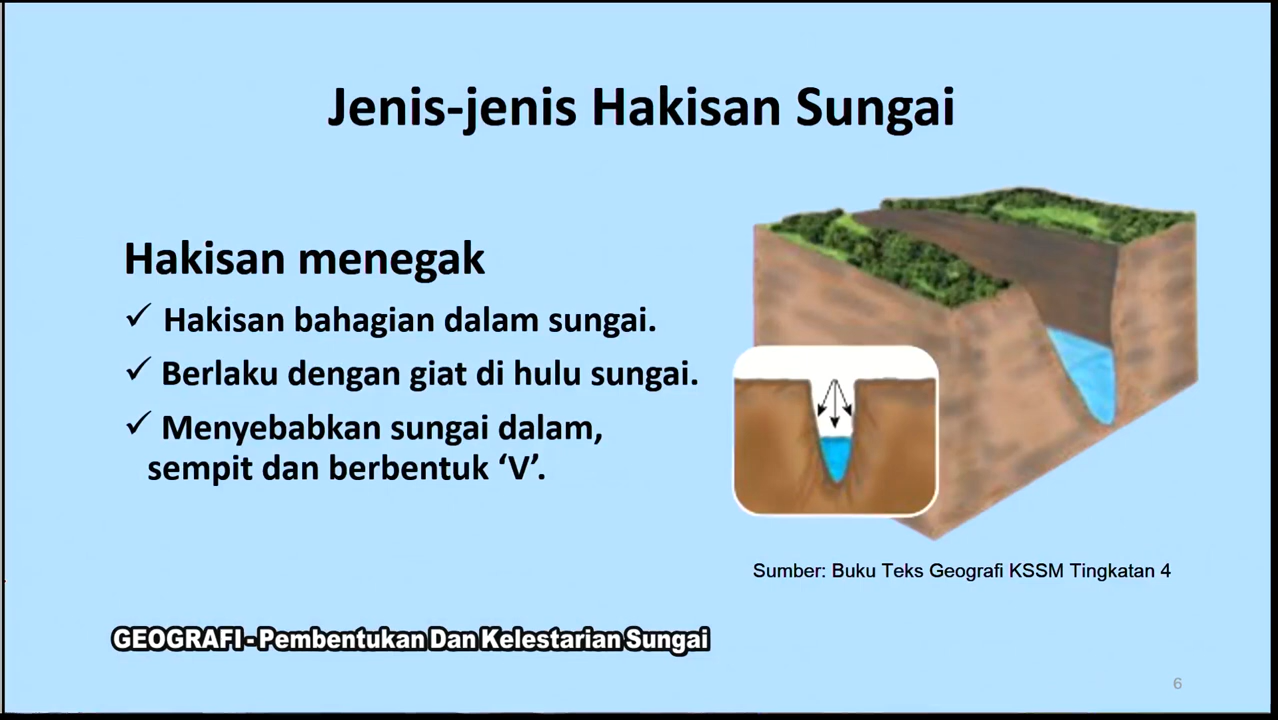 Jenis-jenis Hakisan Sungai
Hakisan menegak
✓ Hakisan bahagian dalam sungai.
✓ Berlaku dengan giat di hulu sungai.
✓ Menyebabkan sungai dalam,
sempit dan berbentuk ‘V’.
Sumber: Buku Teks Geografi KSSM Tingkatan 4
GEOGRAFI - Pembentukan Dan Kelestarian Sungai
6